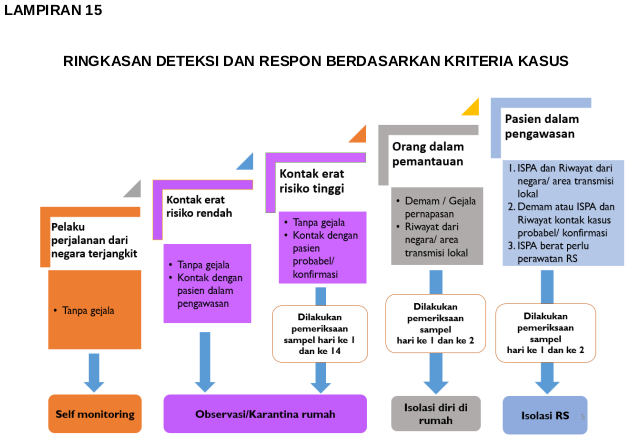 LAMPIRAN 15
RINGKASAN DETEKSI DAN RESPON BERDASARKAN KRITERIA KASUS
Pelaku
perjalanan dari
negara terjangkit
• Tanpa gejala
Self monitoring
Kontak erat
risiko rendah
• Tanpa gejala
• Kontak dengan
pasien dalam
pengawasan
Kontak erat
risiko tinggi
• Tanpa gejala
• Kontak dengan
pasien
probabel/
konfirmasi
Dilakukan
pemeriksaan
sampel hari ke 1
dan ke 14
Observasi/Karantina rumah
Orang dalam
pemantauan
• Demam / Gejala
pernapasan
• Riwayat dari
negara/ area
transmisi lokal
Dilakukan
pemeriksaan
sampel
hari ke 1 dan ke 2
Isolasi diri di
rumah
Pasien dalam
pengawasan
1. ISPA dan Riwayat dari
negara/ area transmisi
lokal
2. Demam atau ISPA dan
Riwayat kontak kasus
probabel/ konfirmasi
3. ISPA berat perlu
perawatan RS
Dilakukan
pemeriksaan
sampel
hari ke 1 dan ke 2
Isolasi RS